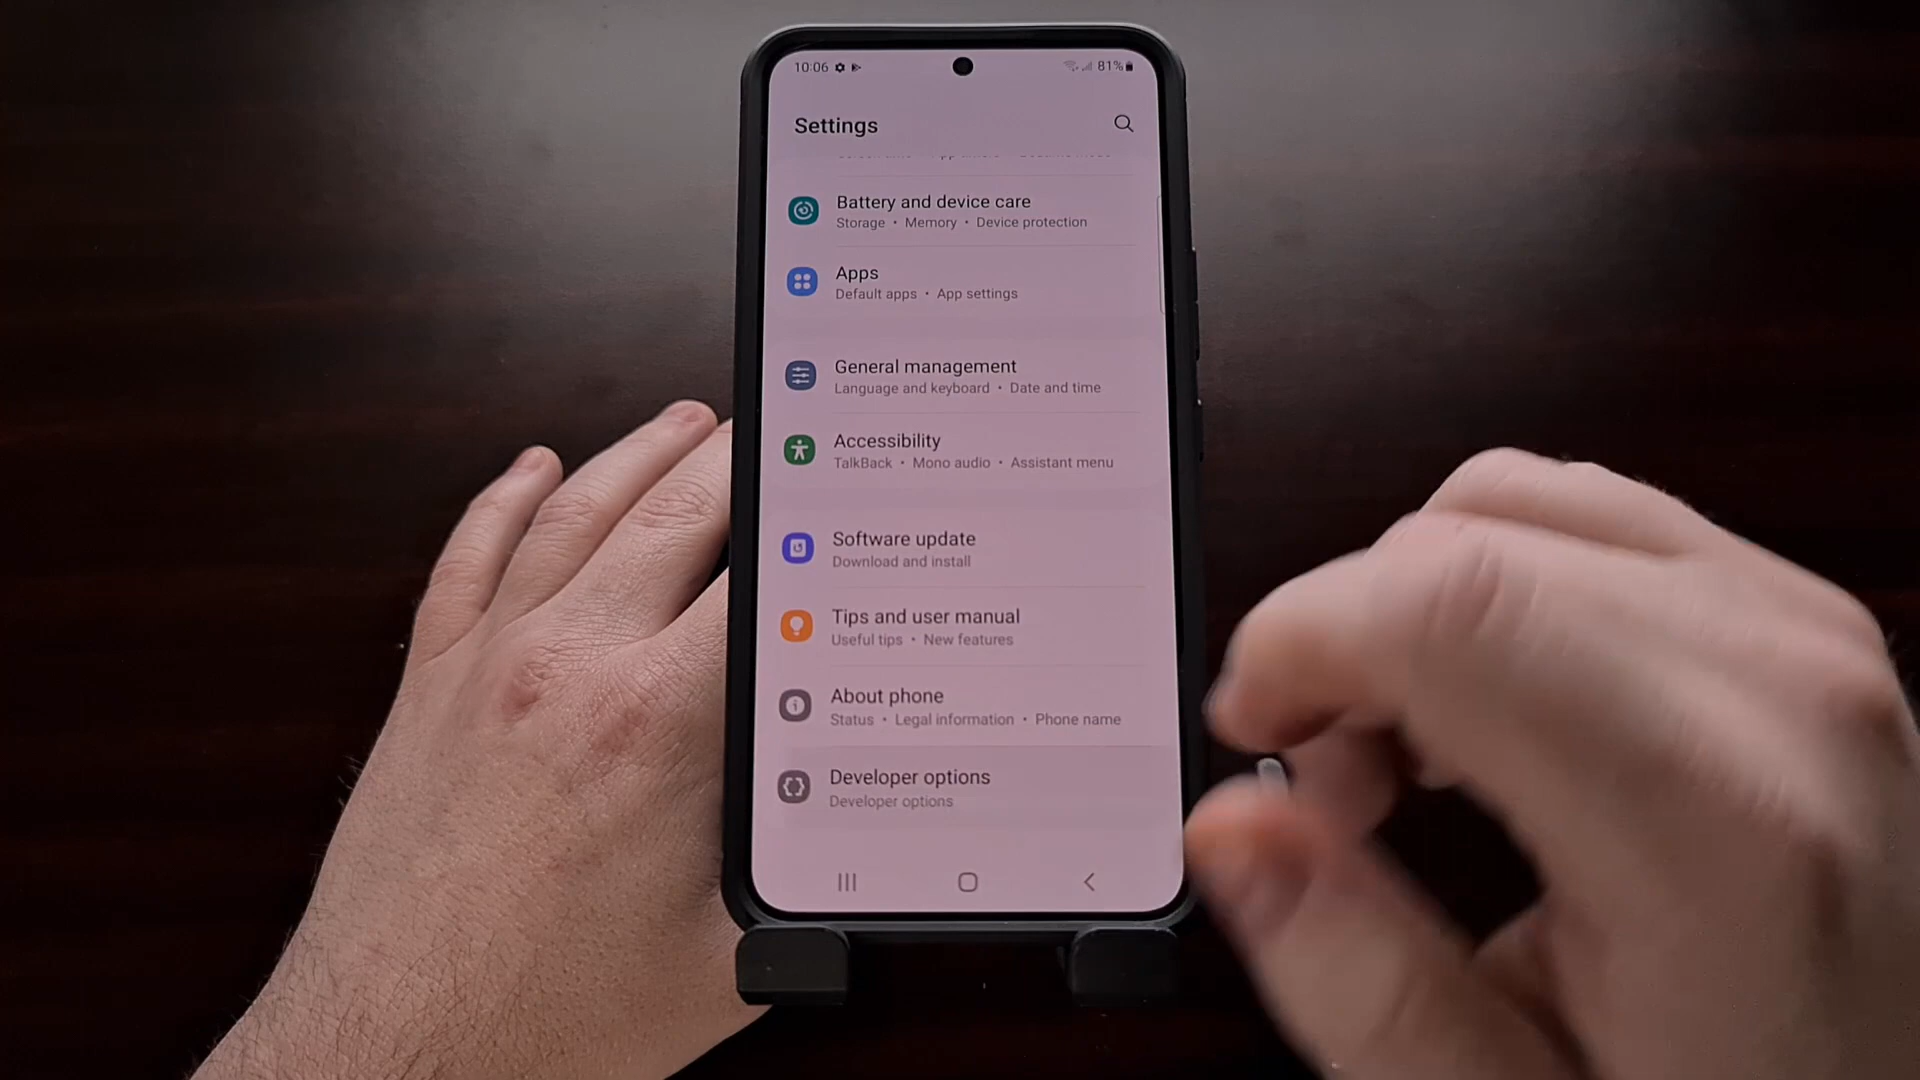 10:06 81%
Settings
Battery and device care
Storage • Memory • Device protection
Apps
Default apps • App settings
General management
Language and keyboard • Date and time
Accessibility
TalkBack • Mono audio • Assistant menu
Software update
Download and install
Tips and user manual
Useful tips • New features
About phone
Status • Legal information • Phone name
Developer options
Developer options